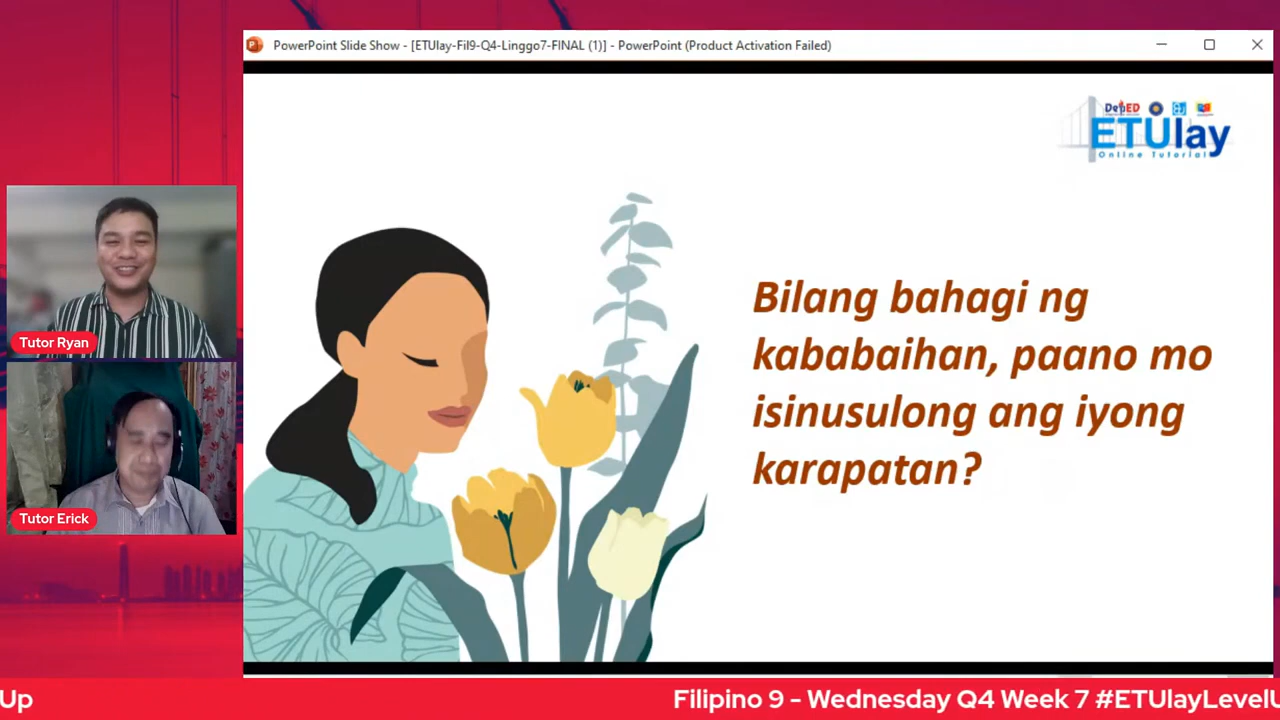 PowerPoint Slide Show - [ETUlay-Fil9-Q4-Linggo7-FINAL (1)] - PowerPoint (Product Activation Failed)
DepED
ETUlay
Online Tutorial
Bilang bahagi ng
kababaihan, paano mo
isinusulong ang iyong
karapatan?
Tutor Ryan
Tutor Erick
Up
Filipino 9 - Wednesday Q4 Week 7 #ETUlayLevelU